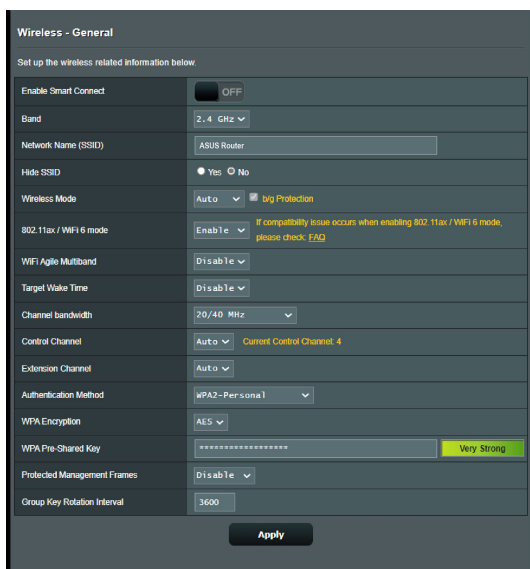 Wireless - General
Set up the wireless related information below.
Enable Smart Connect OFF
Band 2.4 GHz
Network Name (SSID) ASUS Router
Hide SSID Yes No
Wireless Mode Auto b/g Protection
802.11ax / WiFi 6 mode Enable If compatibility issue occurs when enabling 802.11ax / WiFi 6 mode,
please check: FAQ
WiFi Agile Multiband Disable
Target Wake Time Disable
Channel bandwidth 20/40 MHz
Control Channel Auto Current Control Channel: 4
Extension Channel Auto
Authentication Method WPA2-Personal
WPA Encryption AES
WPA Pre-Shared Key ****************** Very Strong
Protected Management Frames Disable
Group Key Rotation Interval 3600
Apply